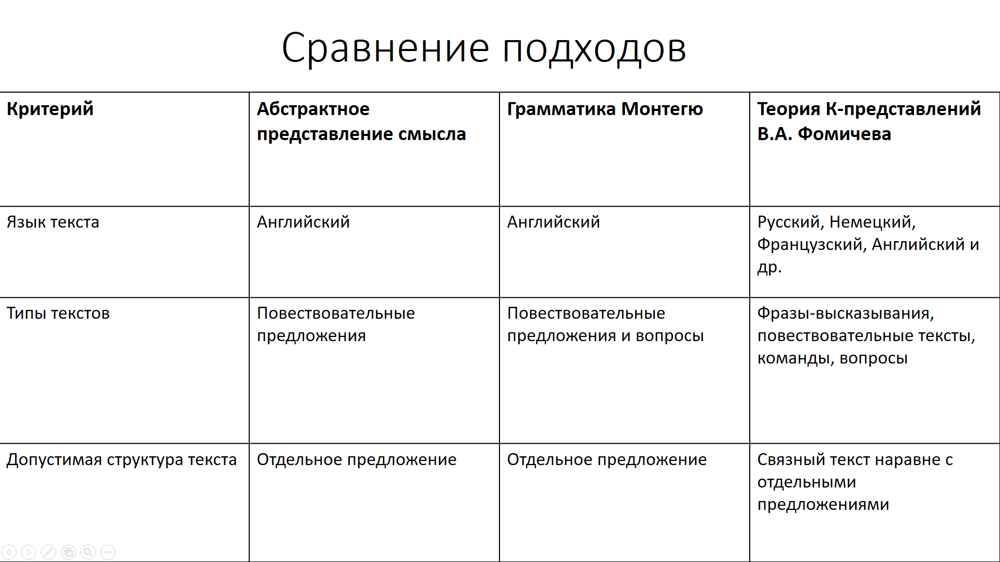 Сравнение подходов
Критерий
Абстрактное
представление смысла
Грамматика Монтегю
Теория К-представлений
В.А. Фомичева
Язык текста
Английский
Английский
Русский, Немецкий,
Французский, Английский и
др.
Типы текстов
Повествовательные
предложения
Повествовательные
предложения и вопросы
Фразы-высказывания,
повествовательные тексты,
команды, вопросы
Допустимая структура текста
Отдельное предложение
Отдельное предложение
Связный текст наравне с
отдельными
предложениями